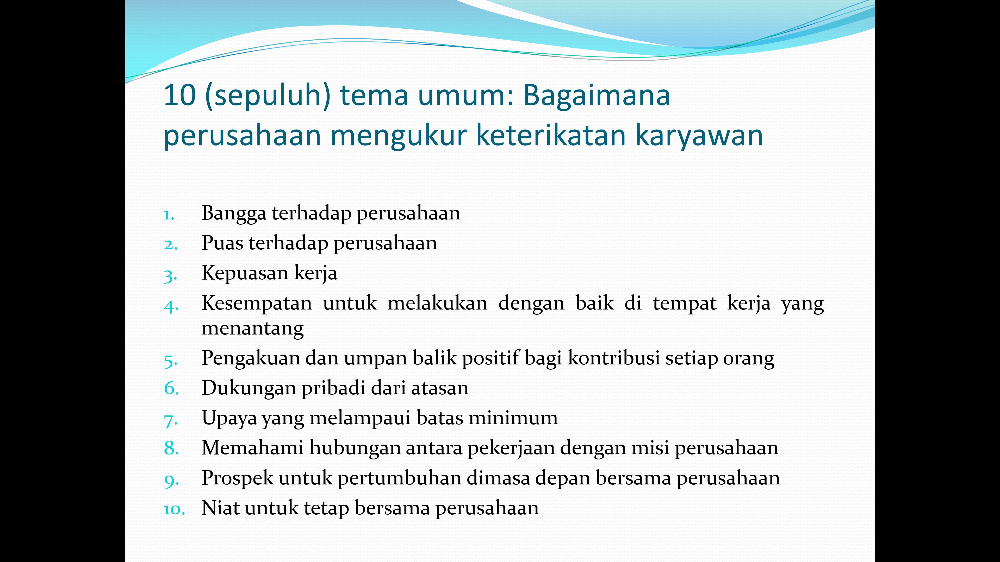 10 (sepuluh) tema umum: Bagaimana
perusahaan mengukur keterikatan karyawan
1. Bangga terhadap perusahaan
2. Puas terhadap perusahaan
3. Kepuasan kerja
4. Kesempatan untuk melakukan dengan baik di tempat kerja yang
menantang
5. Pengakuan dan umpan balik positif bagi kontribusi setiap orang
6. Dukungan pribadi dari atasan
7. Upaya yang melampaui batas minimum
8. Memahami hubungan antara pekerjaan dengan misi perusahaan
9. Prospek untuk pertumbuhan dimasa depan bersama perusahaan
10. Niat untuk tetap bersama perusahaan